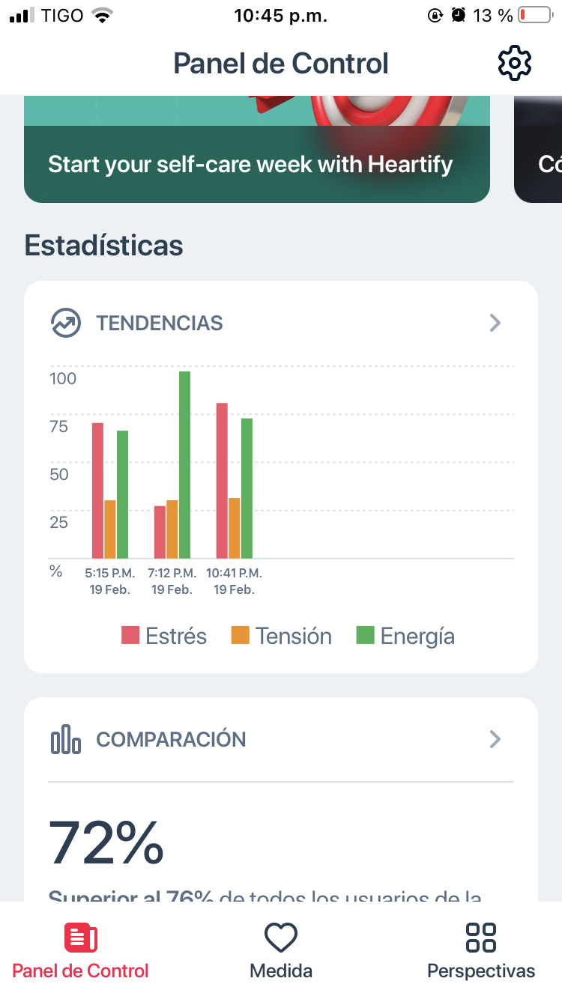 TIGO 10:45 p.m. 13 %
Panel de Control
Start your self-care week with Heartify
Estadísticas
TENDENCIAS
100
75
50
25
%
5:15 P.M. 7:12 P.M. 10:41 P.M.
19 Feb. 19 Feb. 19 Feb.
Estrés Tensión Energía
COMPARACIÓN
72%
Superior al 76% de todos los usuarios de la
Panel de Control Medida Perspectivas